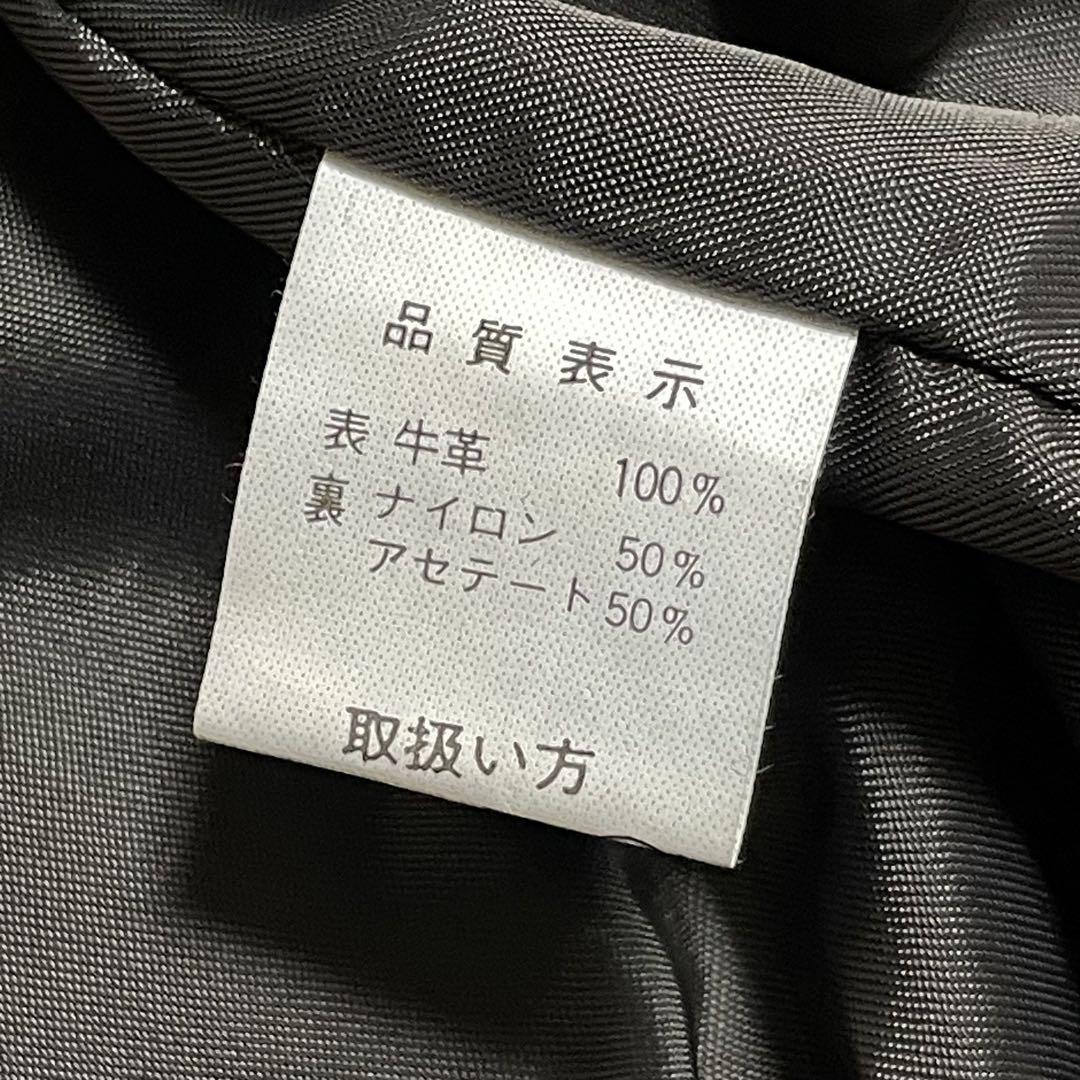 品質表示
表 牛革 100%
裏 ナイロン 50%
アセテート 50%
取扱い方